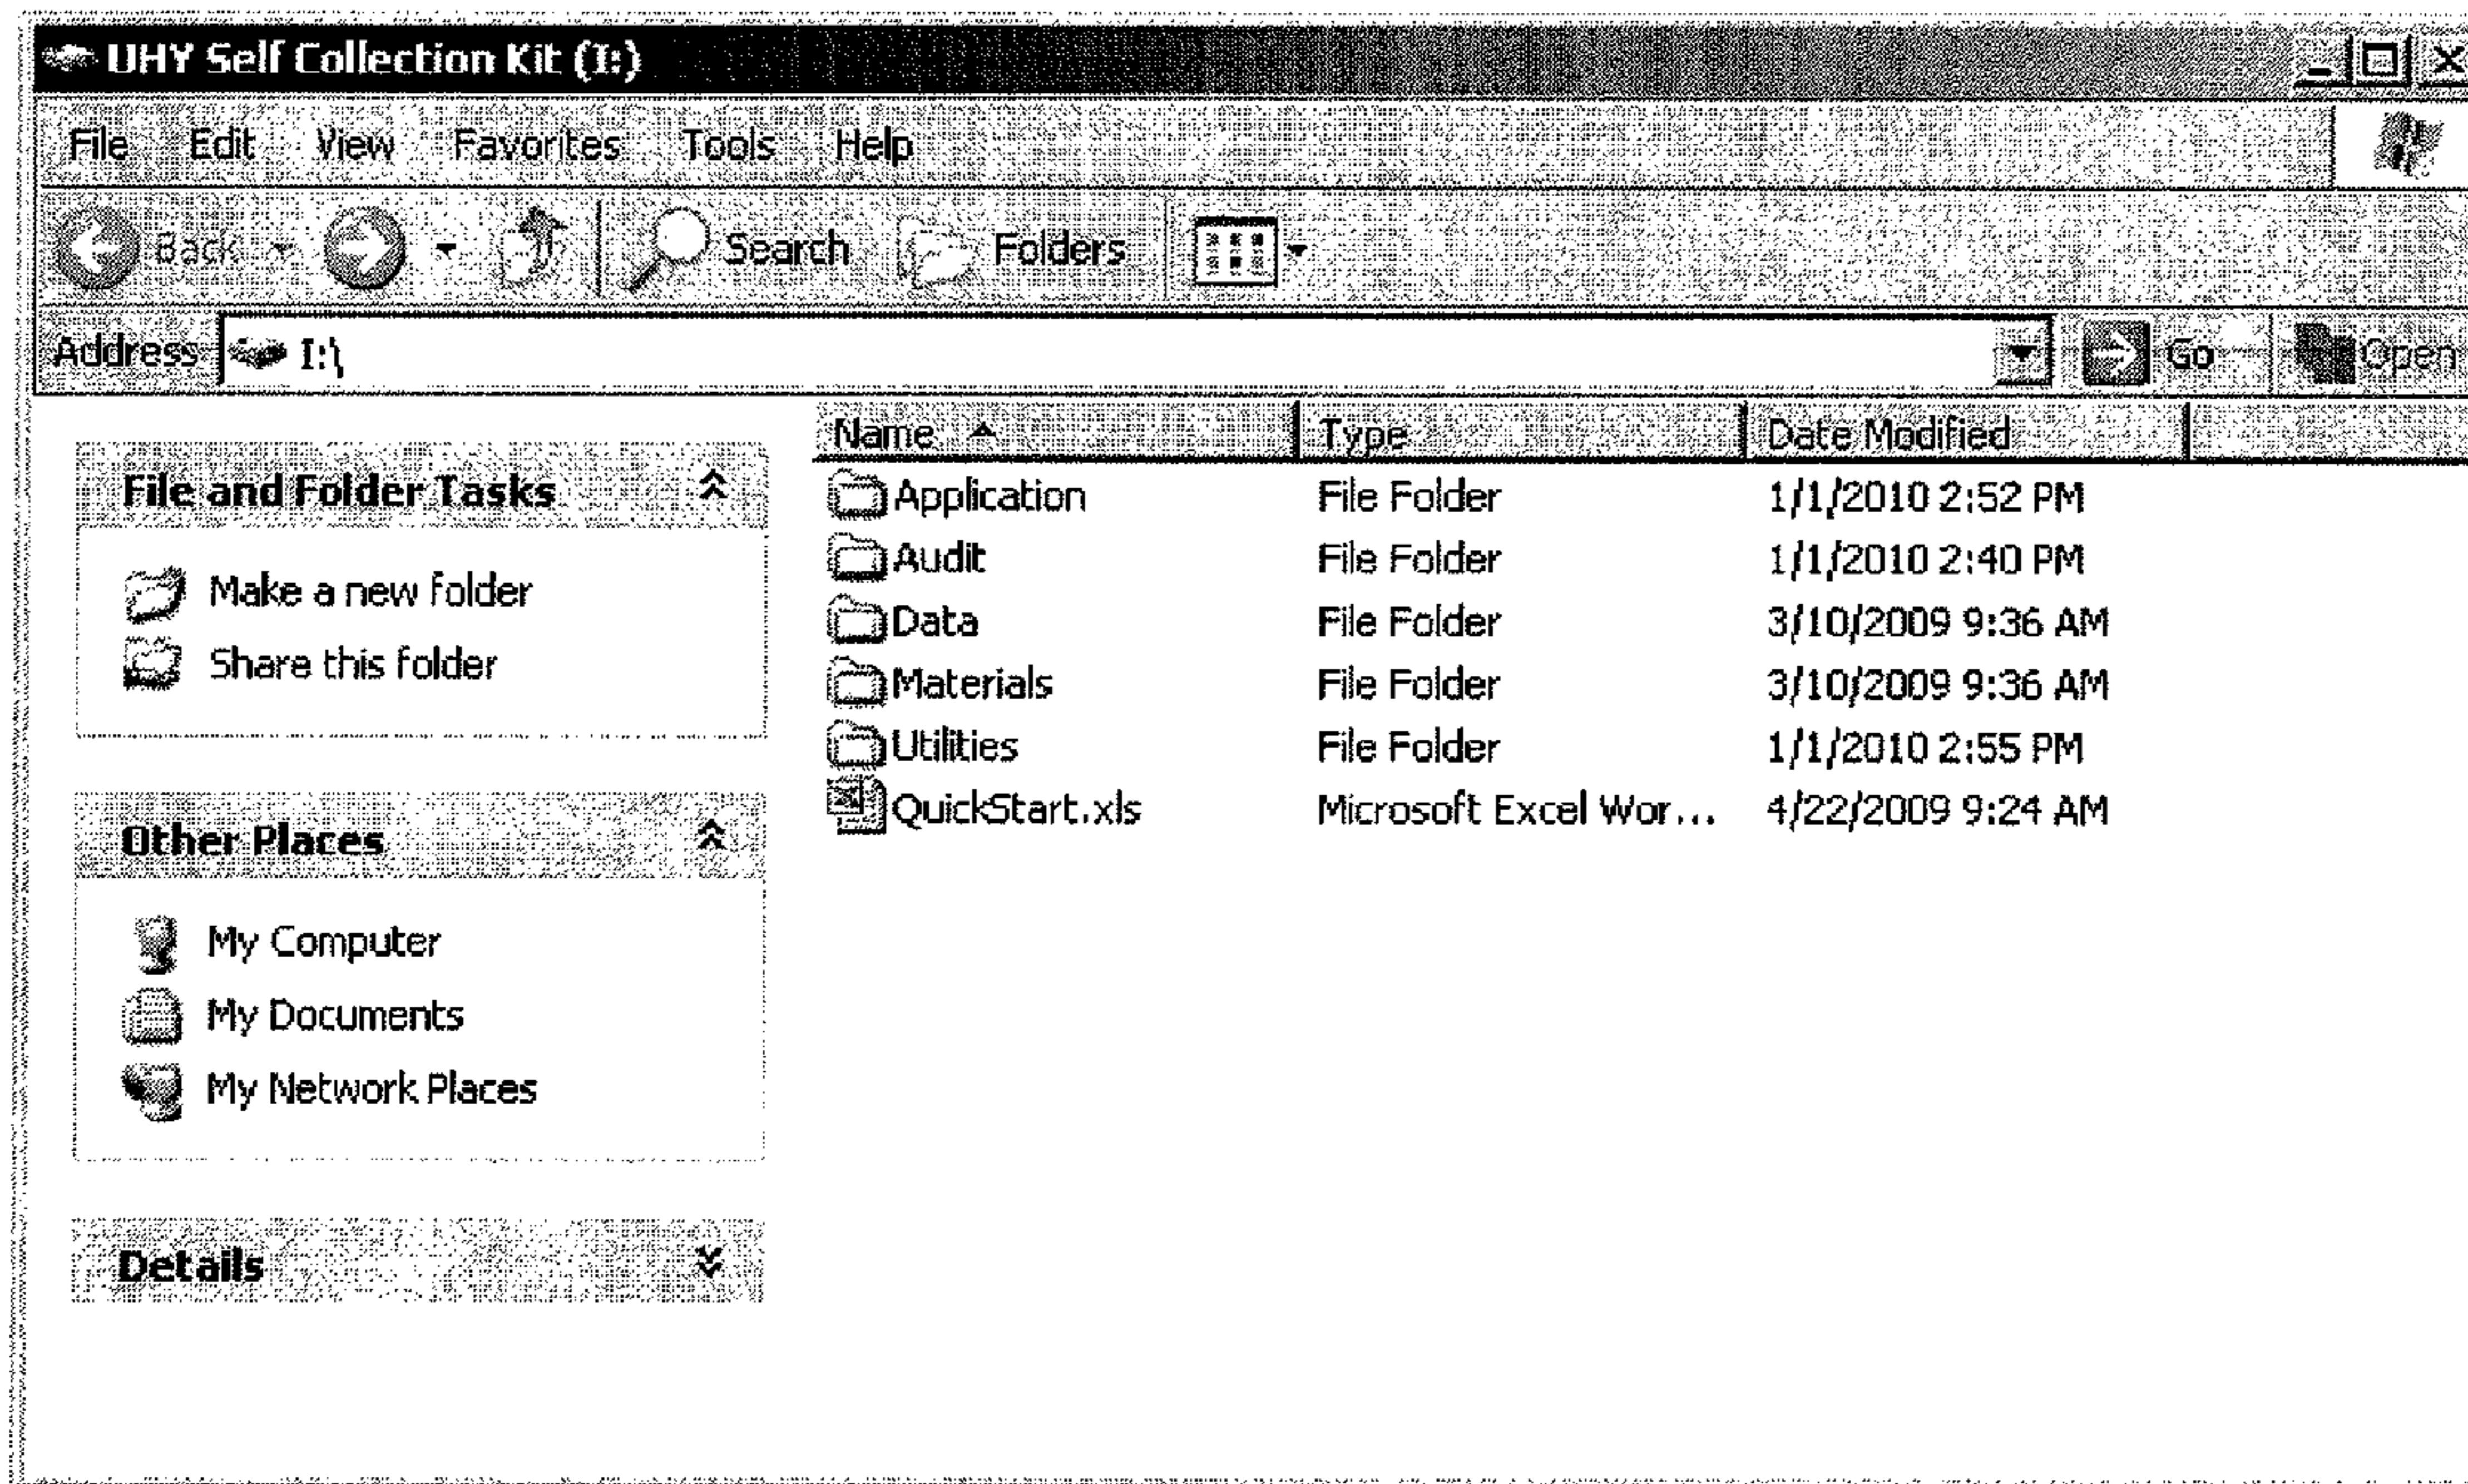 UHY Self Collection Kit (I:)
File Edit View Favorites Tools Help
Back Search Folders
Address I:\ Go Open
Name Type Date Modified
File and Folder Tasks
Make a new folder
Share this folder
Other Places
My Computer
My Documents
My Network Places
Details
Application File Folder 1/1/2010 2:52 PM
Audit File Folder 1/1/2010 2:40 PM
Data File Folder 3/10/2009 9:36 AM
Materials File Folder 3/10/2009 9:36 AM
Utilities File Folder 1/1/2010 2:55 PM
QuickStart.xls Microsoft Excel Wor... 4/22/2009 9:24 AM